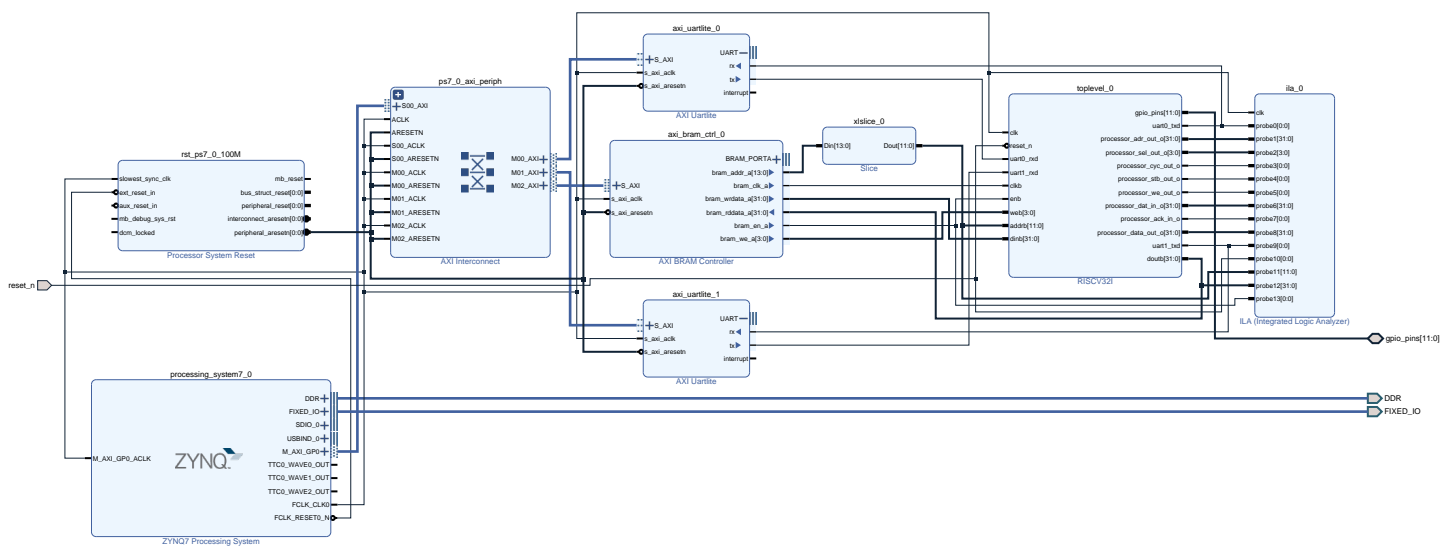 axi_uartlite_0
UART
S_AXI
rx
s_axi_aclk
tx
s_axi_aresetn
interrupt
AXI Uartlite
ps7_0_axi_periph
S00_AXI
ACLK
ARESETN
S00_ACLK
S00_ARESETN
M00_ACLK
M00_ARESETN
M01_ACLK
M01_ARESETN
M02_ACLK
M02_ARESETN
M00_AXI
M01_AXI
M02_AXI
AXI Interconnect
rst_ps7_0_100M
slowest_sync_clk
ext_reset_in
aux_reset_in
mb_debug_sys_rst
dcm_locked
mb_reset
bus_struct_reset[0:0]
peripheral_reset[0:0]
interconnect_aresetn[0:0]
peripheral_aresetn[0:0]
Processor System Reset
axi_bram_ctrl_0
S_AXI
s_axi_aclk
s_axi_aresetn
BRAM_PORTA
bram_addr_a[13:0]
bram_clk_a
bram_wrdata_a[31:0]
bram_rddata_a[31:0]
bram_en_a
bram_we_a[3:0]
AXI BRAM Controller
xlslice_0
Din[13:0]
Dout[11:0]
Slice
toplevel_0
clk
reset_n
uart0_rxd
uart1_rxd
clkb
enb
web[3:0]
addrb[11:0]
dinb[31:0]
gpio_pins[11:0]
uart0_txd
processor_adr_out_o[31:0]
processor_sel_out_o[3:0]
processor_cyc_out_o
processor_stb_out_o
processor_we_out_o
processor_dat_in_o[31:0]
processor_ack_in_o
processor_data_out_o[31:0]
uart1_txd
doutb[31:0]
RISCV32I
ila_0
clk
probe0[0:0]
probe1[31:0]
probe2[3:0]
probe3[0:0]
probe4[0:0]
probe5[0:0]
probe6[31:0]
probe7[0:0]
probe8[31:0]
probe9[0:0]
probe10[0:0]
probe11[11:0]
probe12[31:0]
probe13[0:0]
ILA (Integrated Logic Analyzer)
reset_n
axi_uartlite_1
UART
S_AXI
rx
s_axi_aclk
tx
s_axi_aresetn
interrupt
AXI Uartlite
gpio_pins[11:0]
processing_system7_0
M_AXI_GP0_ACLK
ZYNQ
DDR
FIXED_IO
SDIO_0
USBIND_0
M_AXI_GP0
TTC0_WAVE0_OUT
TTC0_WAVE1_OUT
TTC0_WAVE2_OUT
FCLK_CLK0
FCLK_RESET0_N
ZYNQ7 Processing System
DDR
FIXED_IO